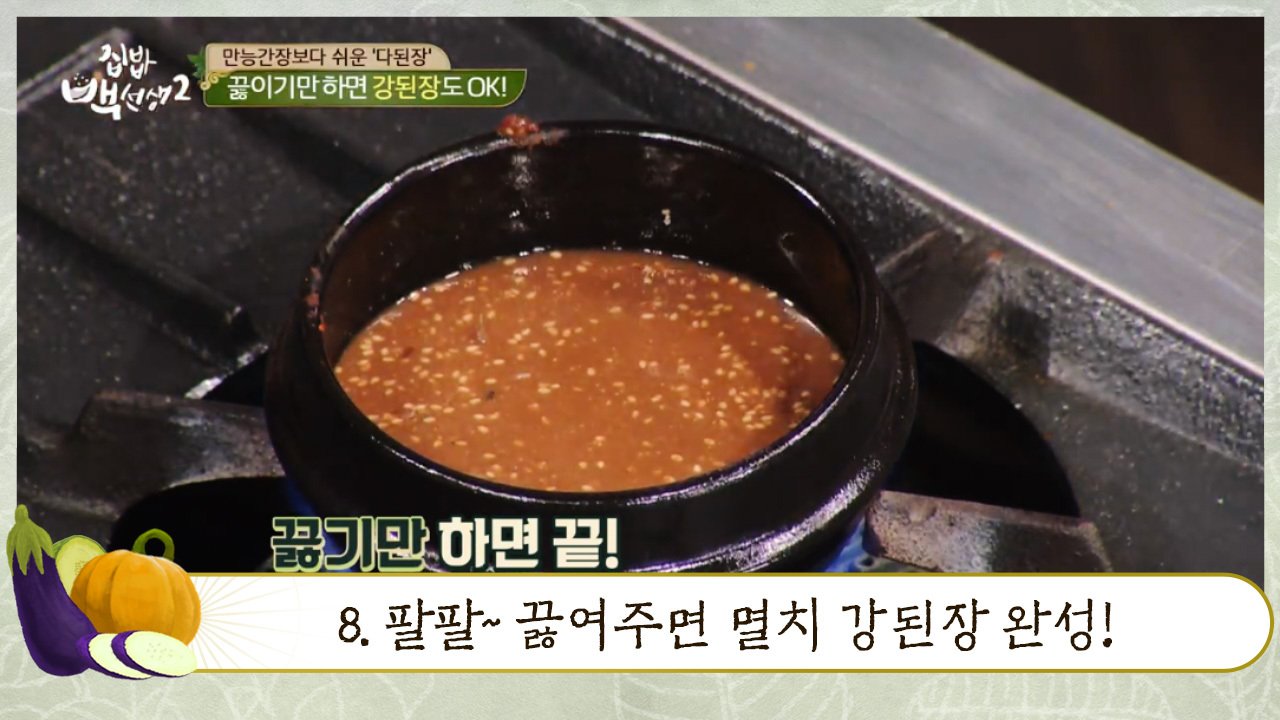 집밥
백선생2
만능간장보다 쉬운 '다된장'
끓이기만 하면 강된장도 OK!
끓기만 하면 끝!
8. 팔팔~ 끓여주면 멸치 강된장 완성!